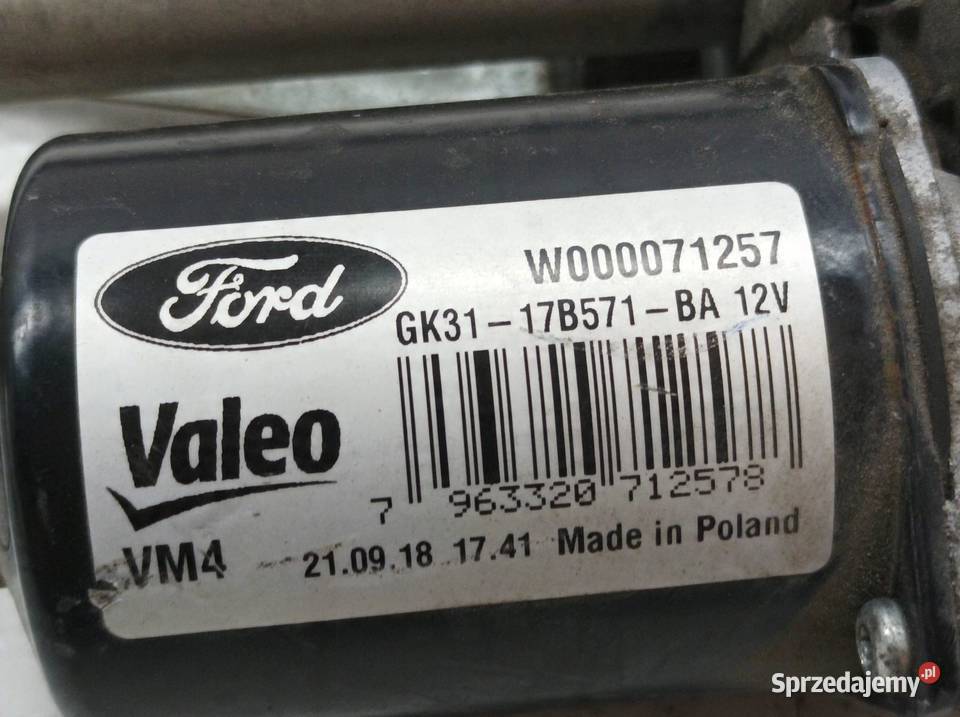 Ford
W000071257
GK31-17B571-BA 12V
Valeo
7 963320 712578
VM4 21.09.18 17.41 Made in Poland
Sprzedajemy.pl